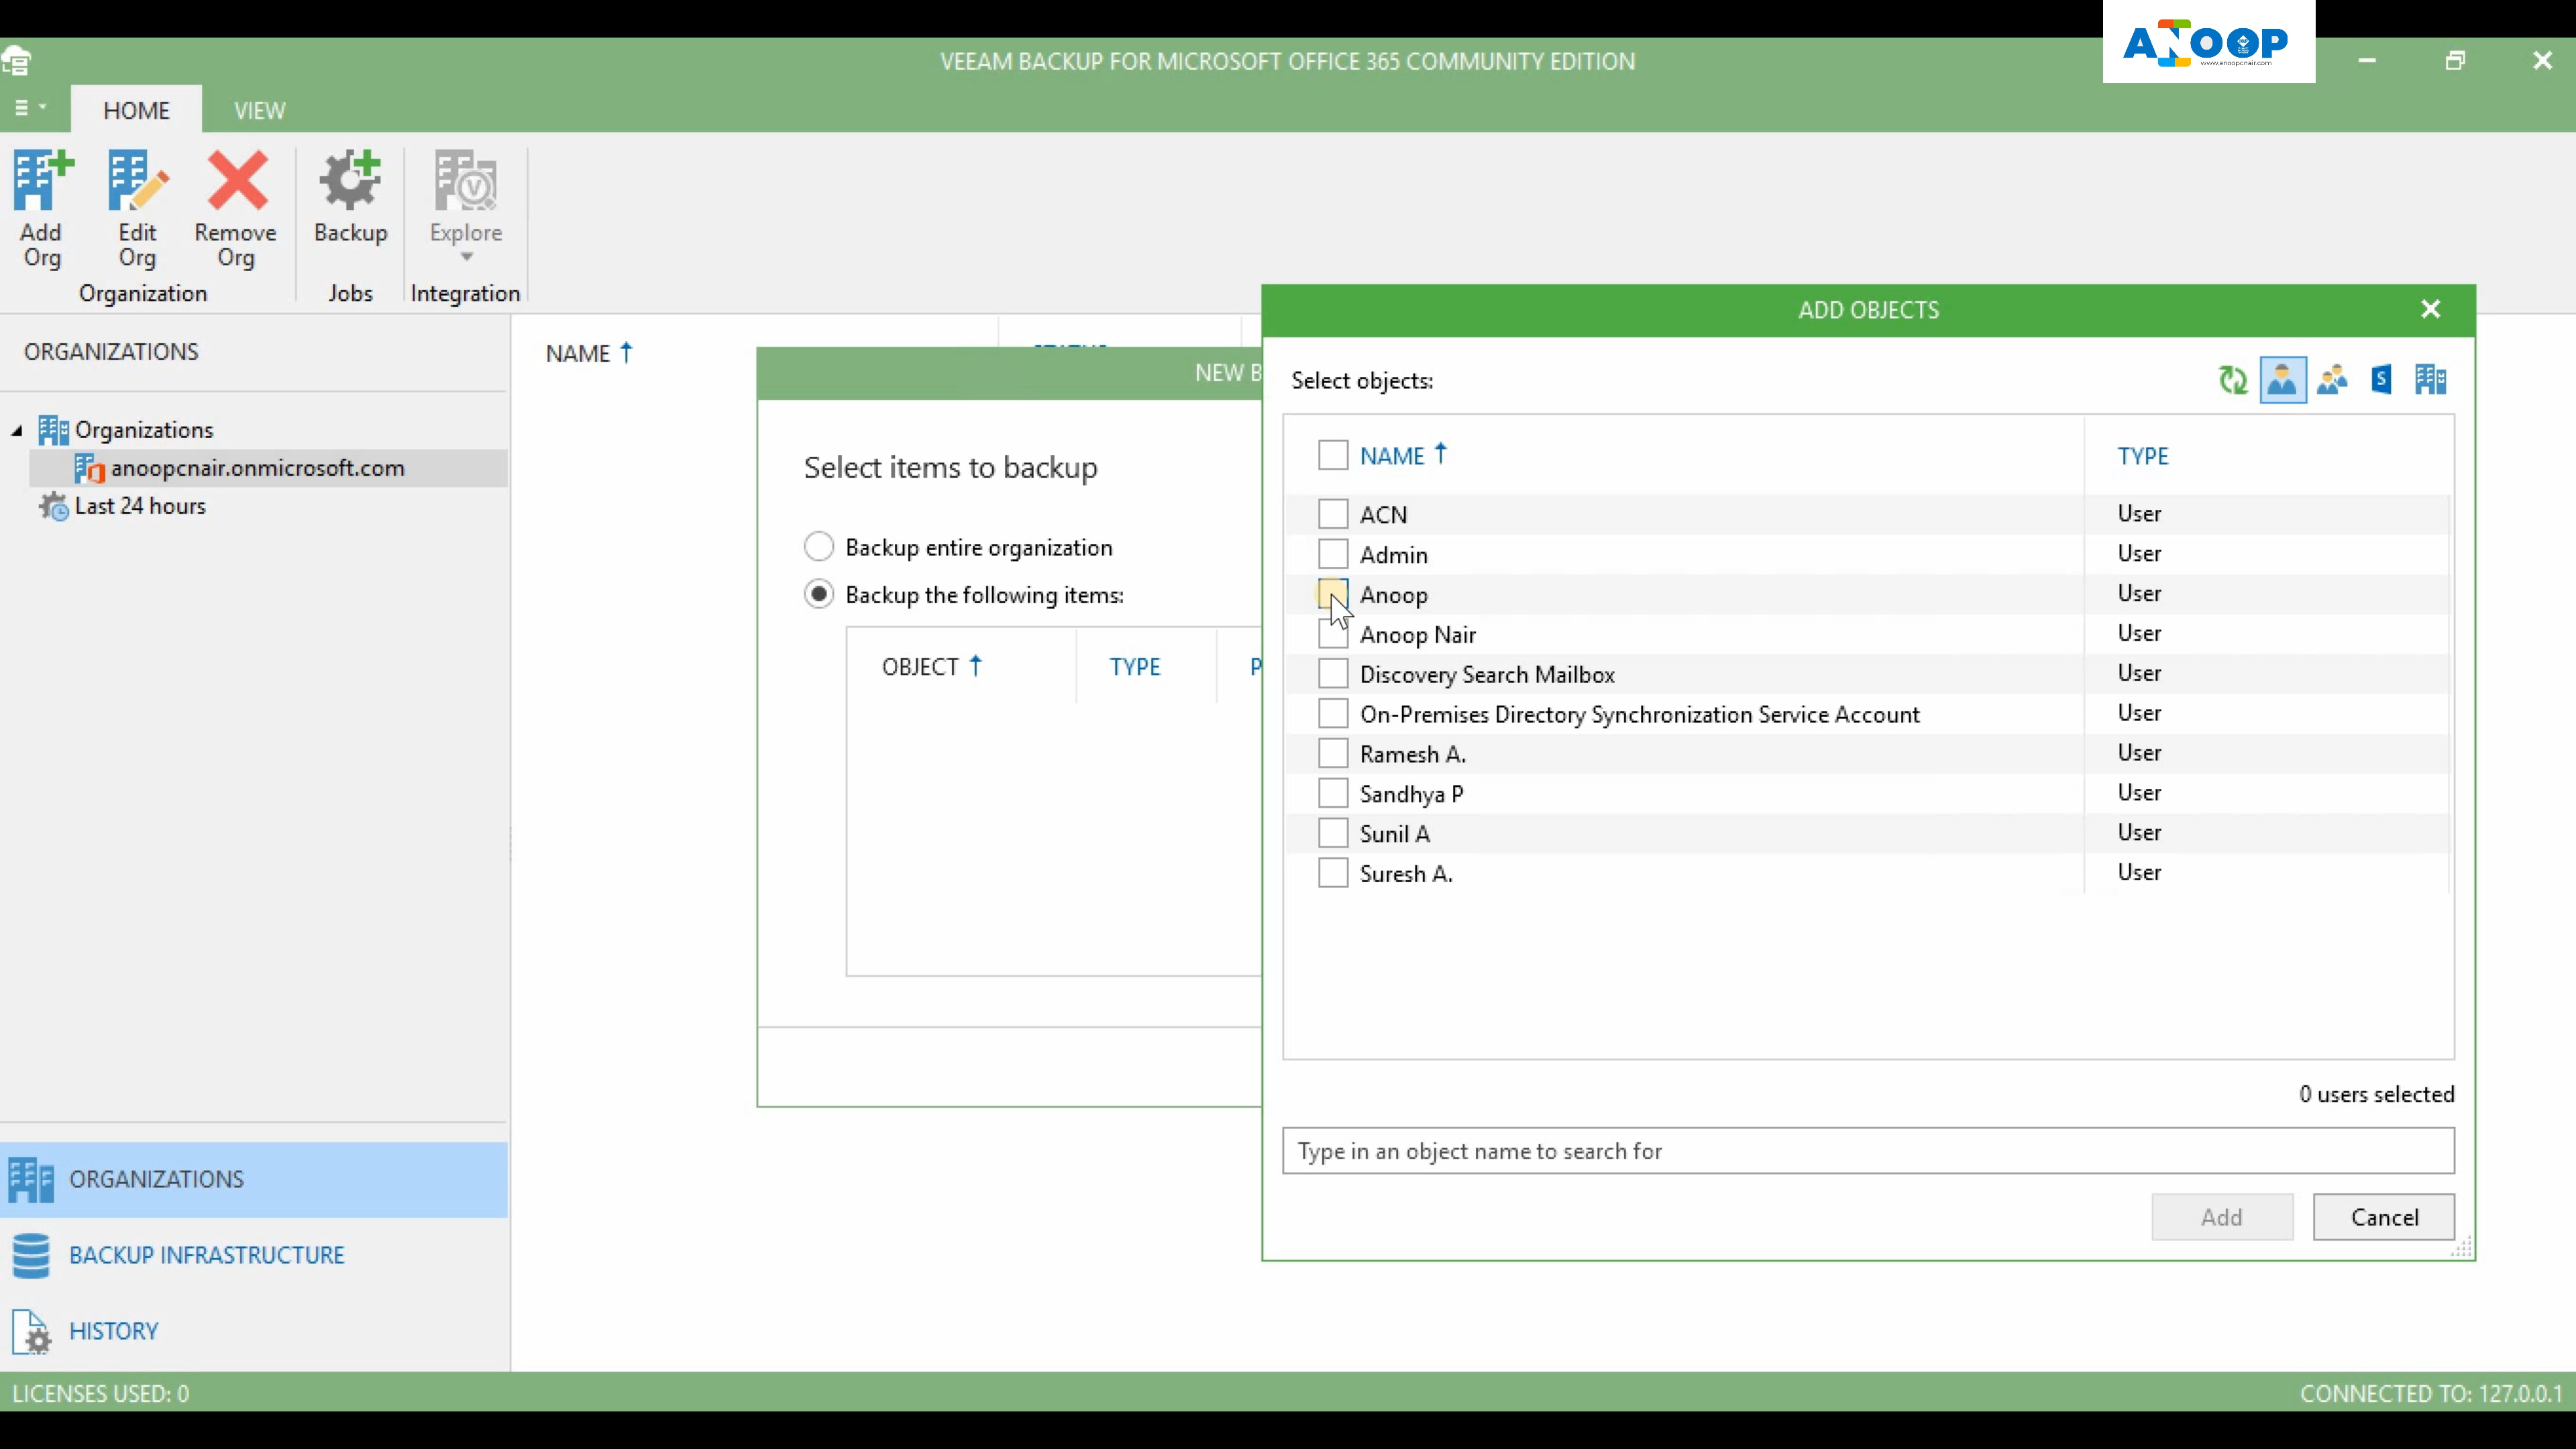 ANOOP
www.anoopcnair.com
VEEAM BACKUP FOR MICROSOFT OFFICE 365 COMMUNITY EDITION
HOME VIEW
Add Org
Edit Org
Remove Org
Backup
Explore
Organization Jobs Integration
ORGANIZATIONS
Organizations
anoopcnair.onmicrosoft.com
Last 24 hours
NAME
NEW B
Select items to backup
Backup entire organization
Backup the following items:
OBJECT TYPE P
ADD OBJECTS
Select objects:
NAME TYPE
ACN User
Admin User
Anoop User
Anoop Nair User
Discovery Search Mailbox User
On-Premises Directory Synchronization Service Account User
Ramesh A. User
Sandhya P User
Sunil A User
Suresh A. User
0 users selected
Type in an object name to search for
Add Cancel
ORGANIZATIONS
BACKUP INFRASTRUCTURE
HISTORY
LICENSES USED: 0
CONNECTED TO: 127.0.0.1